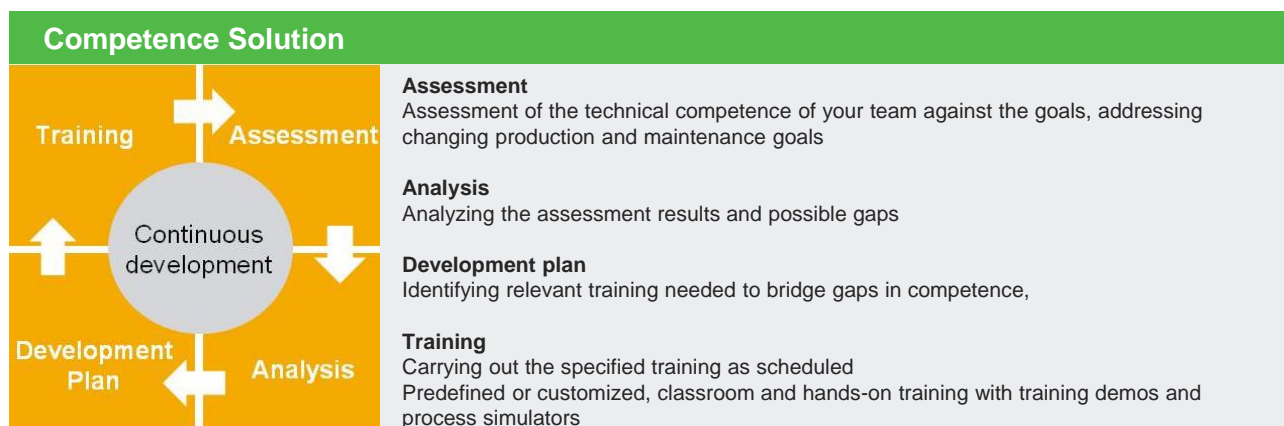 Competence Solution
Training
Assessment
Continuous
development
Development
Plan
Analysis
Assessment
Assessment of the technical competence of your team against the goals, addressing
changing production and maintenance goals
Analysis
Analyzing the assessment results and possible gaps
Development plan
Identifying relevant training needed to bridge gaps in competence,
Training
Carrying out the specified training as scheduled
Predefined or customized, classroom and hands-on training with training demos and
process simulators